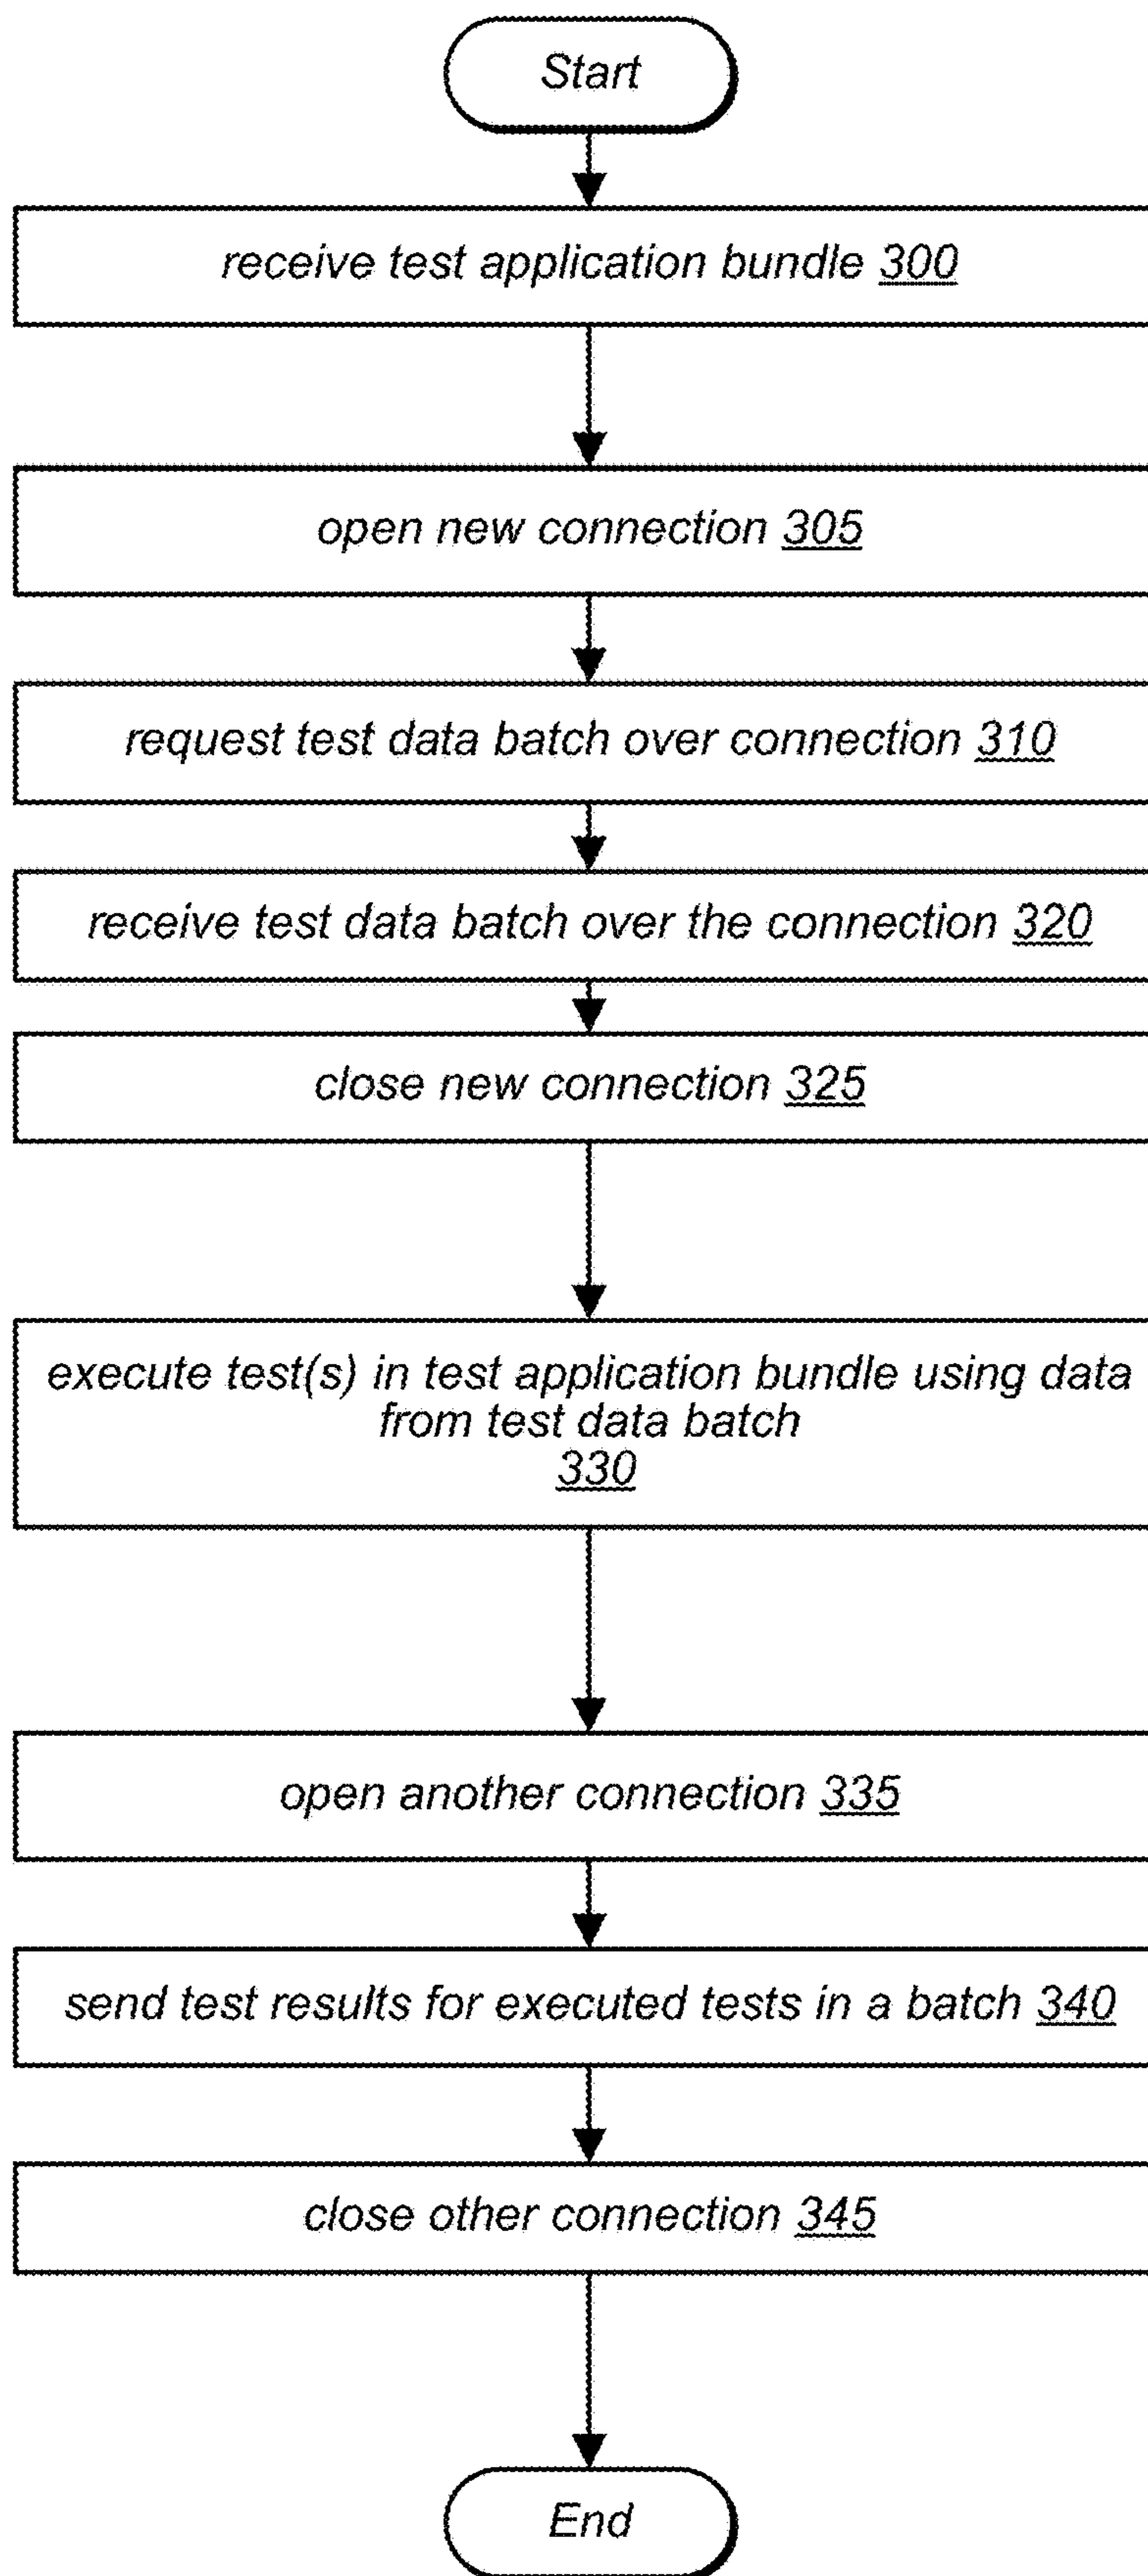 Start
receive test application bundle 300
open new connection 305
request test data batch over connection 310
receive test data batch over the connection 320
close new connection 325
execute test(s) in test application bundle using data
from test data batch
330
open another connection 335
send test results for executed tests in a batch 340
close other connection 345
End